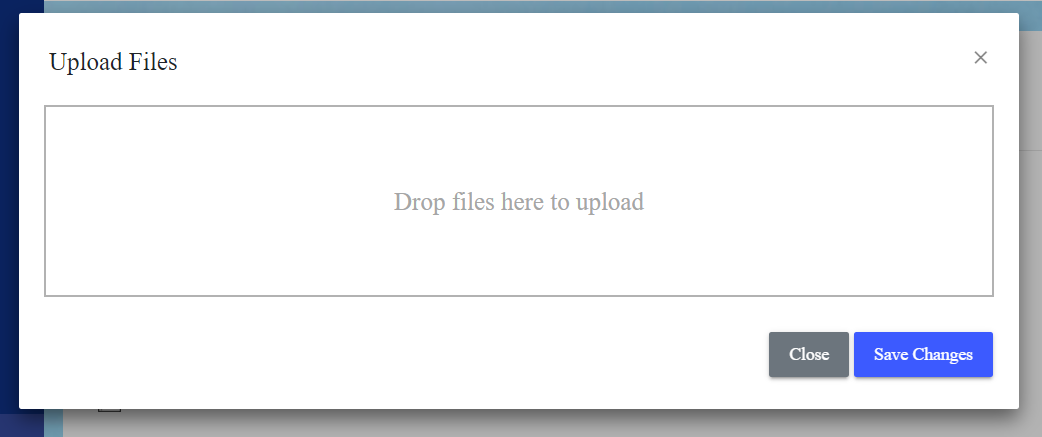 Upload Files
Drop files here to upload
Close
Save Changes